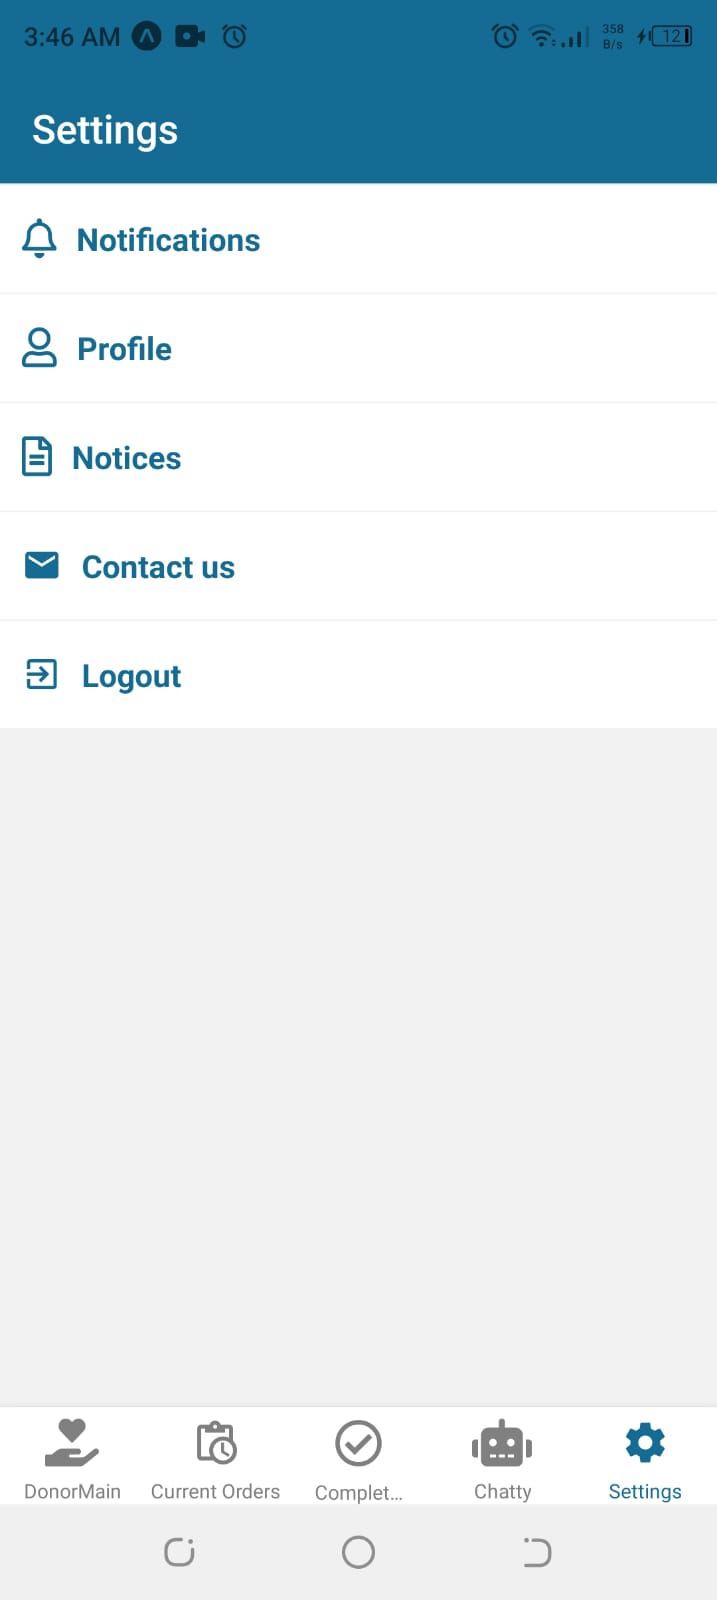 3:46 AM 358 B/s 12
Settings
Notifications
Profile
Notices
Contact us
Logout
DonorMain Current Orders Complet... Chatty Settings